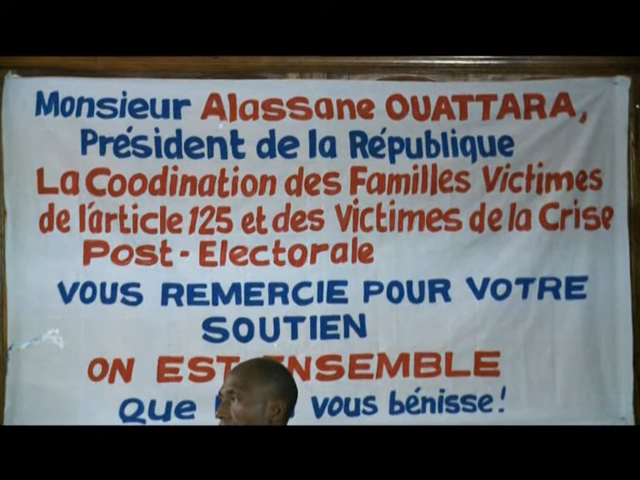 Monsieur Alassane OUATTARA,
Président de la République
La Coodination des Familles Victimes
de l'article 125 et des Victimes de la Crise
Post - Electorale
VOUS REMERCIE POUR VOTRE
SOUTIEN
ON EST ENSEMBLE
Que vous bénisse !